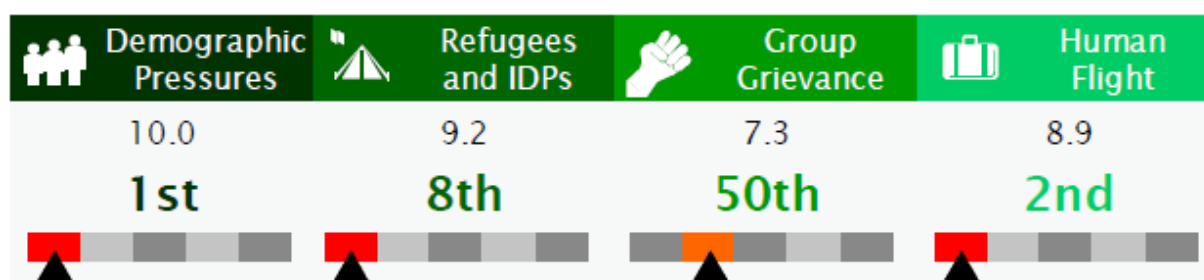 Demographic
Pressures
Refugees
and IDPs
Group
Grievance
Human
Flight
10.0
9.2
7.3
8.9
1st
8th
50th
2nd